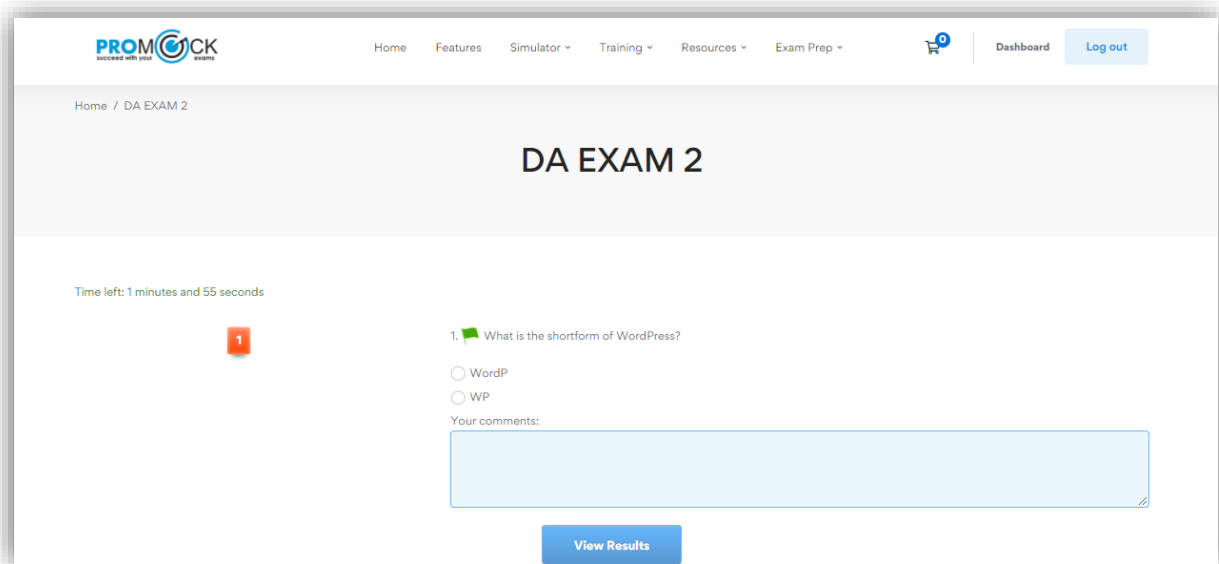 PROMOCK
succeed with your exams
Home Features Simulator Training Resources Exam Prep 0 Dashboard Log out
Home / DA EXAM 2
DA EXAM 2
Time left: 1 minutes and 55 seconds
1
1. What is the shortform of WordPress?
WordP
WP
Your comments:
View Results